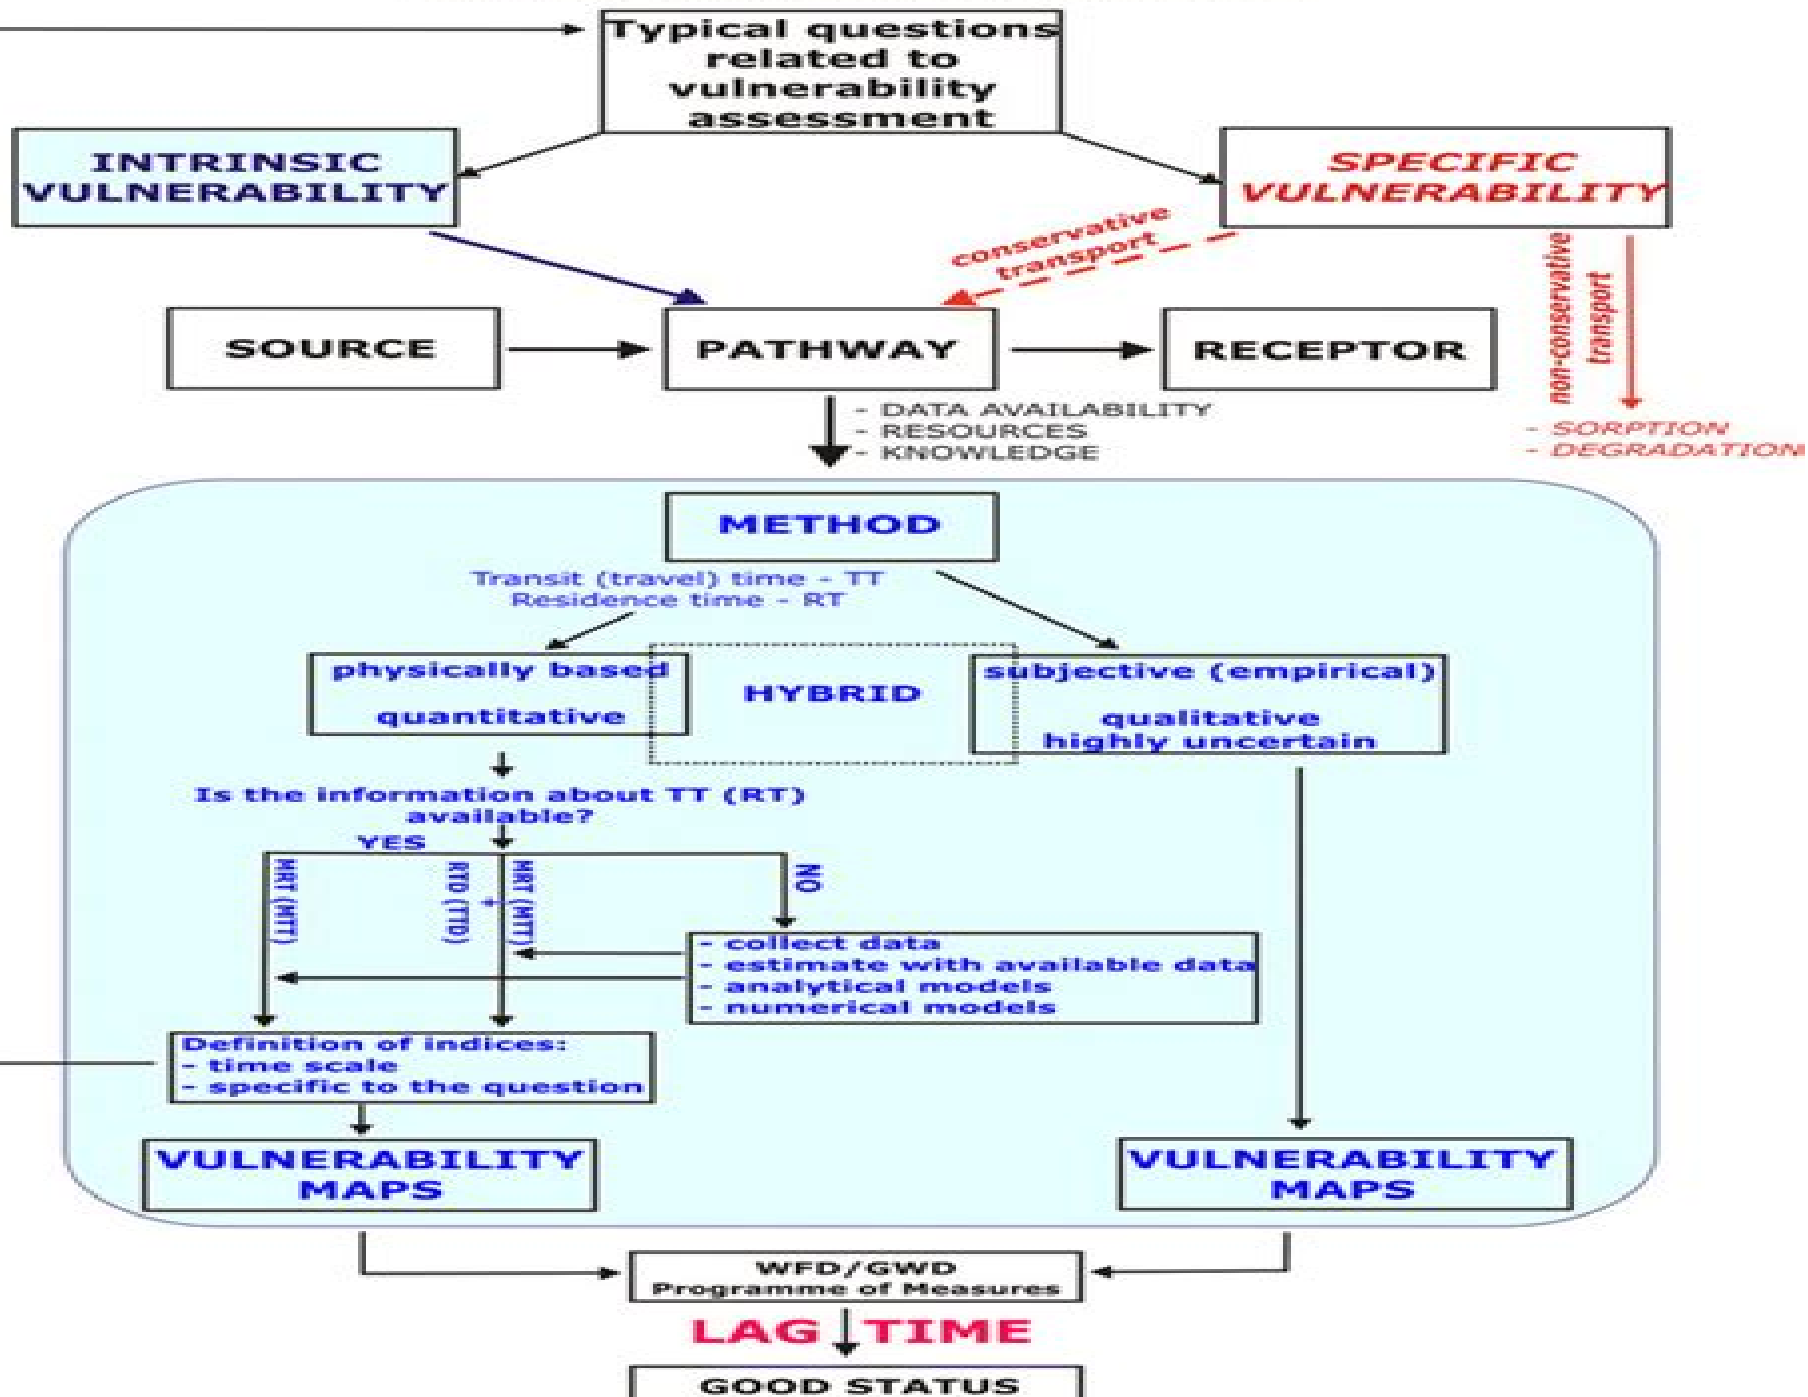 Typical questions
related to
vulnerability
assessment
INTRINSIC
VULNERABILITY
SPECIFIC
VULNERABILITY
conservative
transport
non-conservative
transport
SOURCE
PATHWAY
RECEPTOR
- DATA AVAILABILITY
- RESOURCES
- KNOWLEDGE
- SORPTION
- DEGRADATION
METHOD
Transit (travel) time - TT
Residence time - RT
physically based
quantitative
HYBRID
subjective (empirical)
qualitative
highly uncertain
Is the information about TT (RT)
available?
YES
MRT (MTT)
RTD (TTD)
+
MRT (MTT)
NO
- collect data
- estimate with available data
- analytical models
- numerical models
Definition of indices:
- time scale
- specific to the question
VULNERABILITY
MAPS
VULNERABILITY
MAPS
WFD/GWD
Programme of Measures
LAG TIME
GOOD STATUS